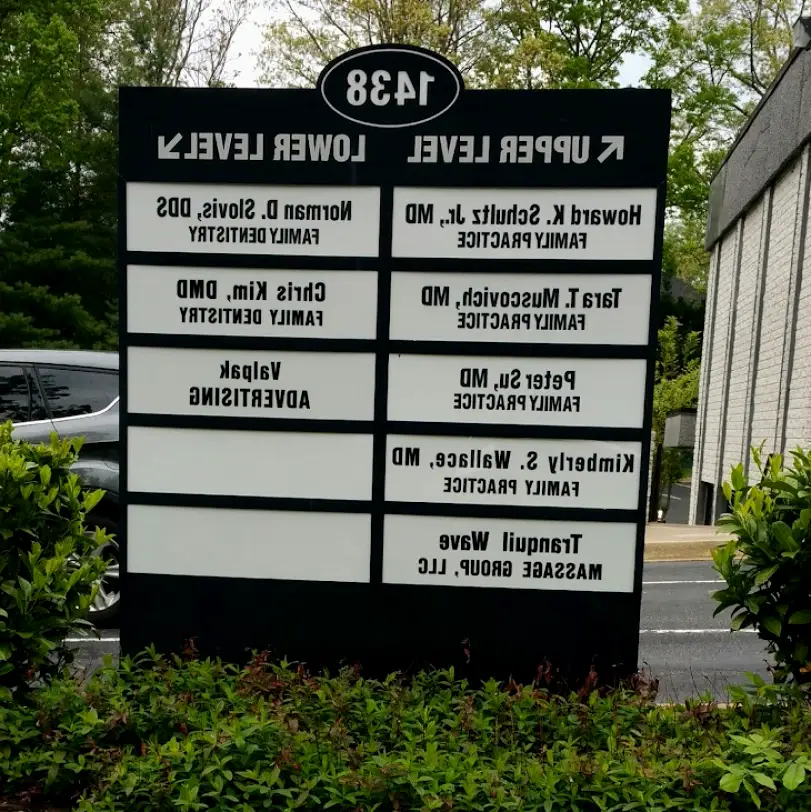 1438
UPPER LEVEL
Howard K. Schultz Jr., MD
FAMILY PRACTICE
Tara T. Muscovich, MD
FAMILY PRACTICE
Peter Su, MD
FAMILY PRACTICE
Kimberly S. Wallace, MD
FAMILY PRACTICE
Tranquil Wave
MASSAGE GROUP, LLC
LOWER LEVEL
Norman D. Slovis, DDS
FAMILY DENTISTRY
Chris Kim, DMD
FAMILY DENTISTRY
Valpak
ADVERTISING